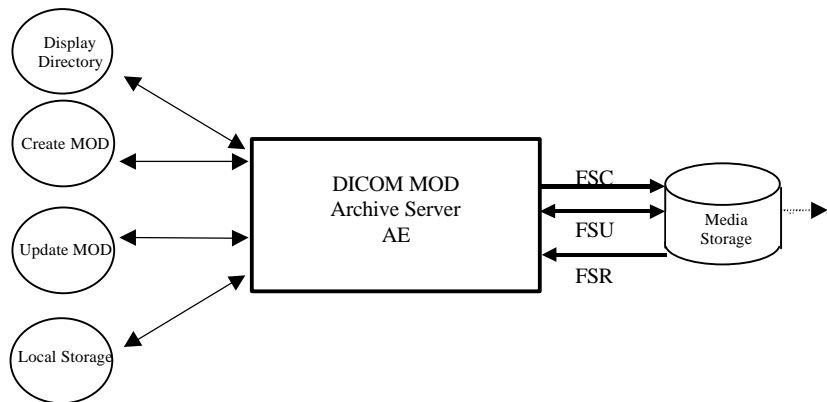 Display
Directory
Create MOD
Update MOD
Local Storage
DICOM MOD
Archive Server
AE
FSC
FSU
FSR
Media
Storage